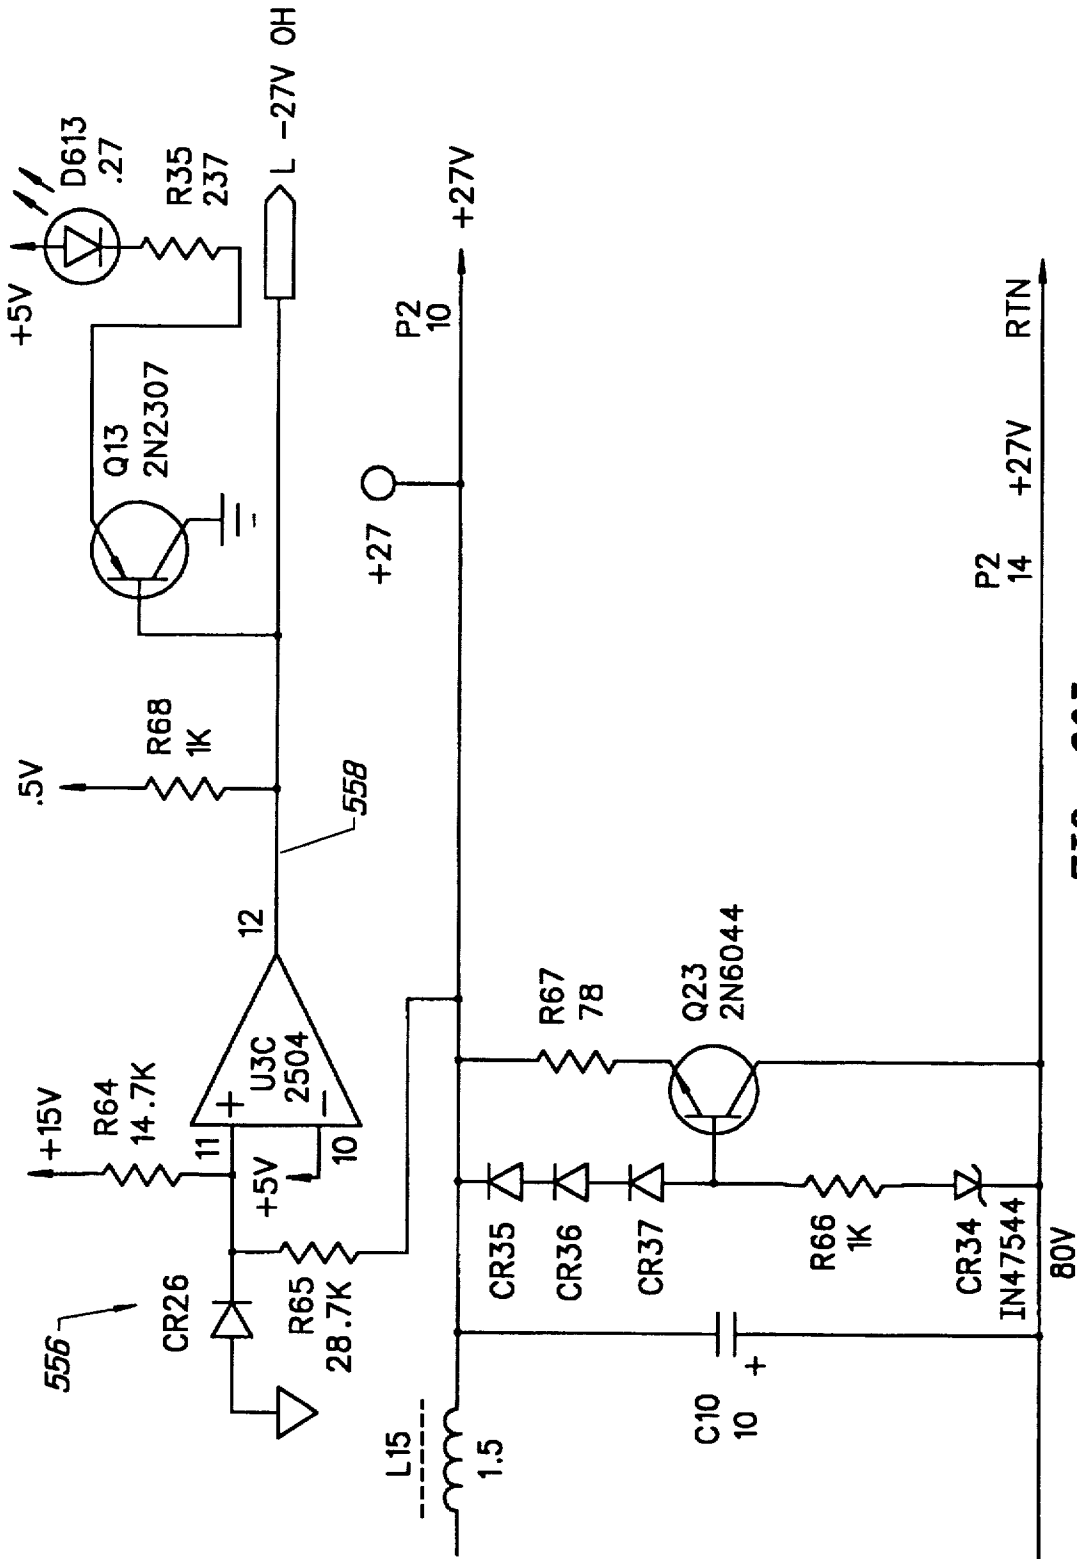 +5V
D613
.27
R35
237
L -27V OH
Q13
2N2307
.5V
R68
1K
558
12
U3C
2504
+
−
11
10
+5V
+15V
R64
14.7K
CR26
R65
28.7K
556
L15
1.5
+27
P2
10
+27V
R67
78
Q23
2N6044
CR35
CR36
CR37
R66
1K
CR34
IN47544
80V
C10
10
+
P2
14
+27V RTN